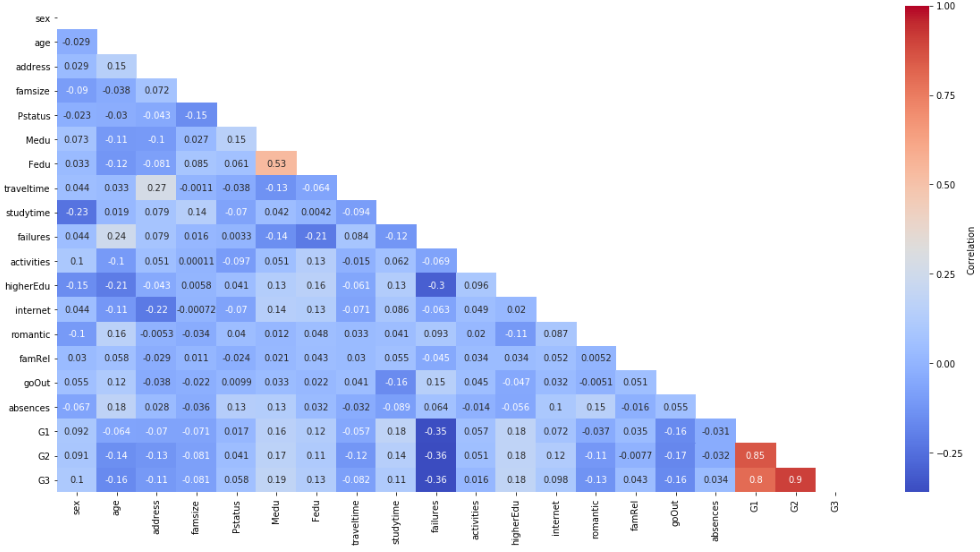 sex
age -0.029
address 0.029 0.15
famsize -0.09 -0.038 0.072
Pstatus -0.023 -0.03 -0.043 -0.15
Medu 0.073 -0.11 -0.1 0.027 0.15
Fedu 0.033 -0.12 -0.081 0.085 0.061 0.53
traveltime 0.044 0.033 0.27 -0.0011 -0.038 -0.13 -0.064
studytime -0.23 0.019 0.079 0.14 -0.07 0.042 0.0042 -0.094
failures 0.044 0.24 0.079 0.016 0.0033 -0.14 -0.21 0.084 -0.12
activities 0.1 -0.1 0.051 0.00011 -0.097 0.051 0.13 -0.015 0.062 -0.069
higherEdu -0.15 -0.21 -0.043 0.0058 0.041 0.13 0.16 -0.061 0.13 -0.3 0.096
internet 0.044 -0.11 -0.22 -0.00072 -0.07 0.14 0.13 -0.071 0.086 -0.063 0.049 0.02
romantic -0.1 0.16 -0.0053 -0.034 0.04 0.012 0.048 0.033 0.041 0.093 0.02 -0.11 0.087
famRel 0.03 0.058 -0.029 0.011 -0.024 0.021 0.043 0.03 0.055 -0.045 0.034 0.034 0.052 0.0052
goOut 0.055 0.12 -0.038 -0.022 0.0099 0.033 0.022 0.041 -0.16 0.15 0.045 -0.047 0.032 -0.0051 0.051
absences -0.067 0.18 0.028 -0.036 0.13 0.13 0.032 -0.032 -0.089 0.064 -0.014 -0.056 0.1 0.15 -0.016 0.055
G1 0.092 -0.064 -0.07 -0.071 0.017 0.16 0.12 -0.057 0.18 -0.35 0.057 0.18 0.072 -0.037 0.035 -0.16 -0.031
G2 0.091 -0.14 -0.13 -0.081 0.041 0.17 0.11 -0.12 0.14 -0.36 0.051 0.18 0.12 -0.11 -0.0077 -0.17 -0.032 0.85
G3 0.1 -0.16 -0.11 -0.081 0.058 0.19 0.13 -0.082 0.11 -0.36 0.016 0.18 0.098 -0.13 0.043 -0.16 0.034 0.8 0.9
sex age address famsize Pstatus Medu Fedu traveltime studytime failures activities higherEdu internet romantic famRel goOut absences G1 G2 G3
1.00
0.75
0.50
0.25
0.00
-0.25
Correlation